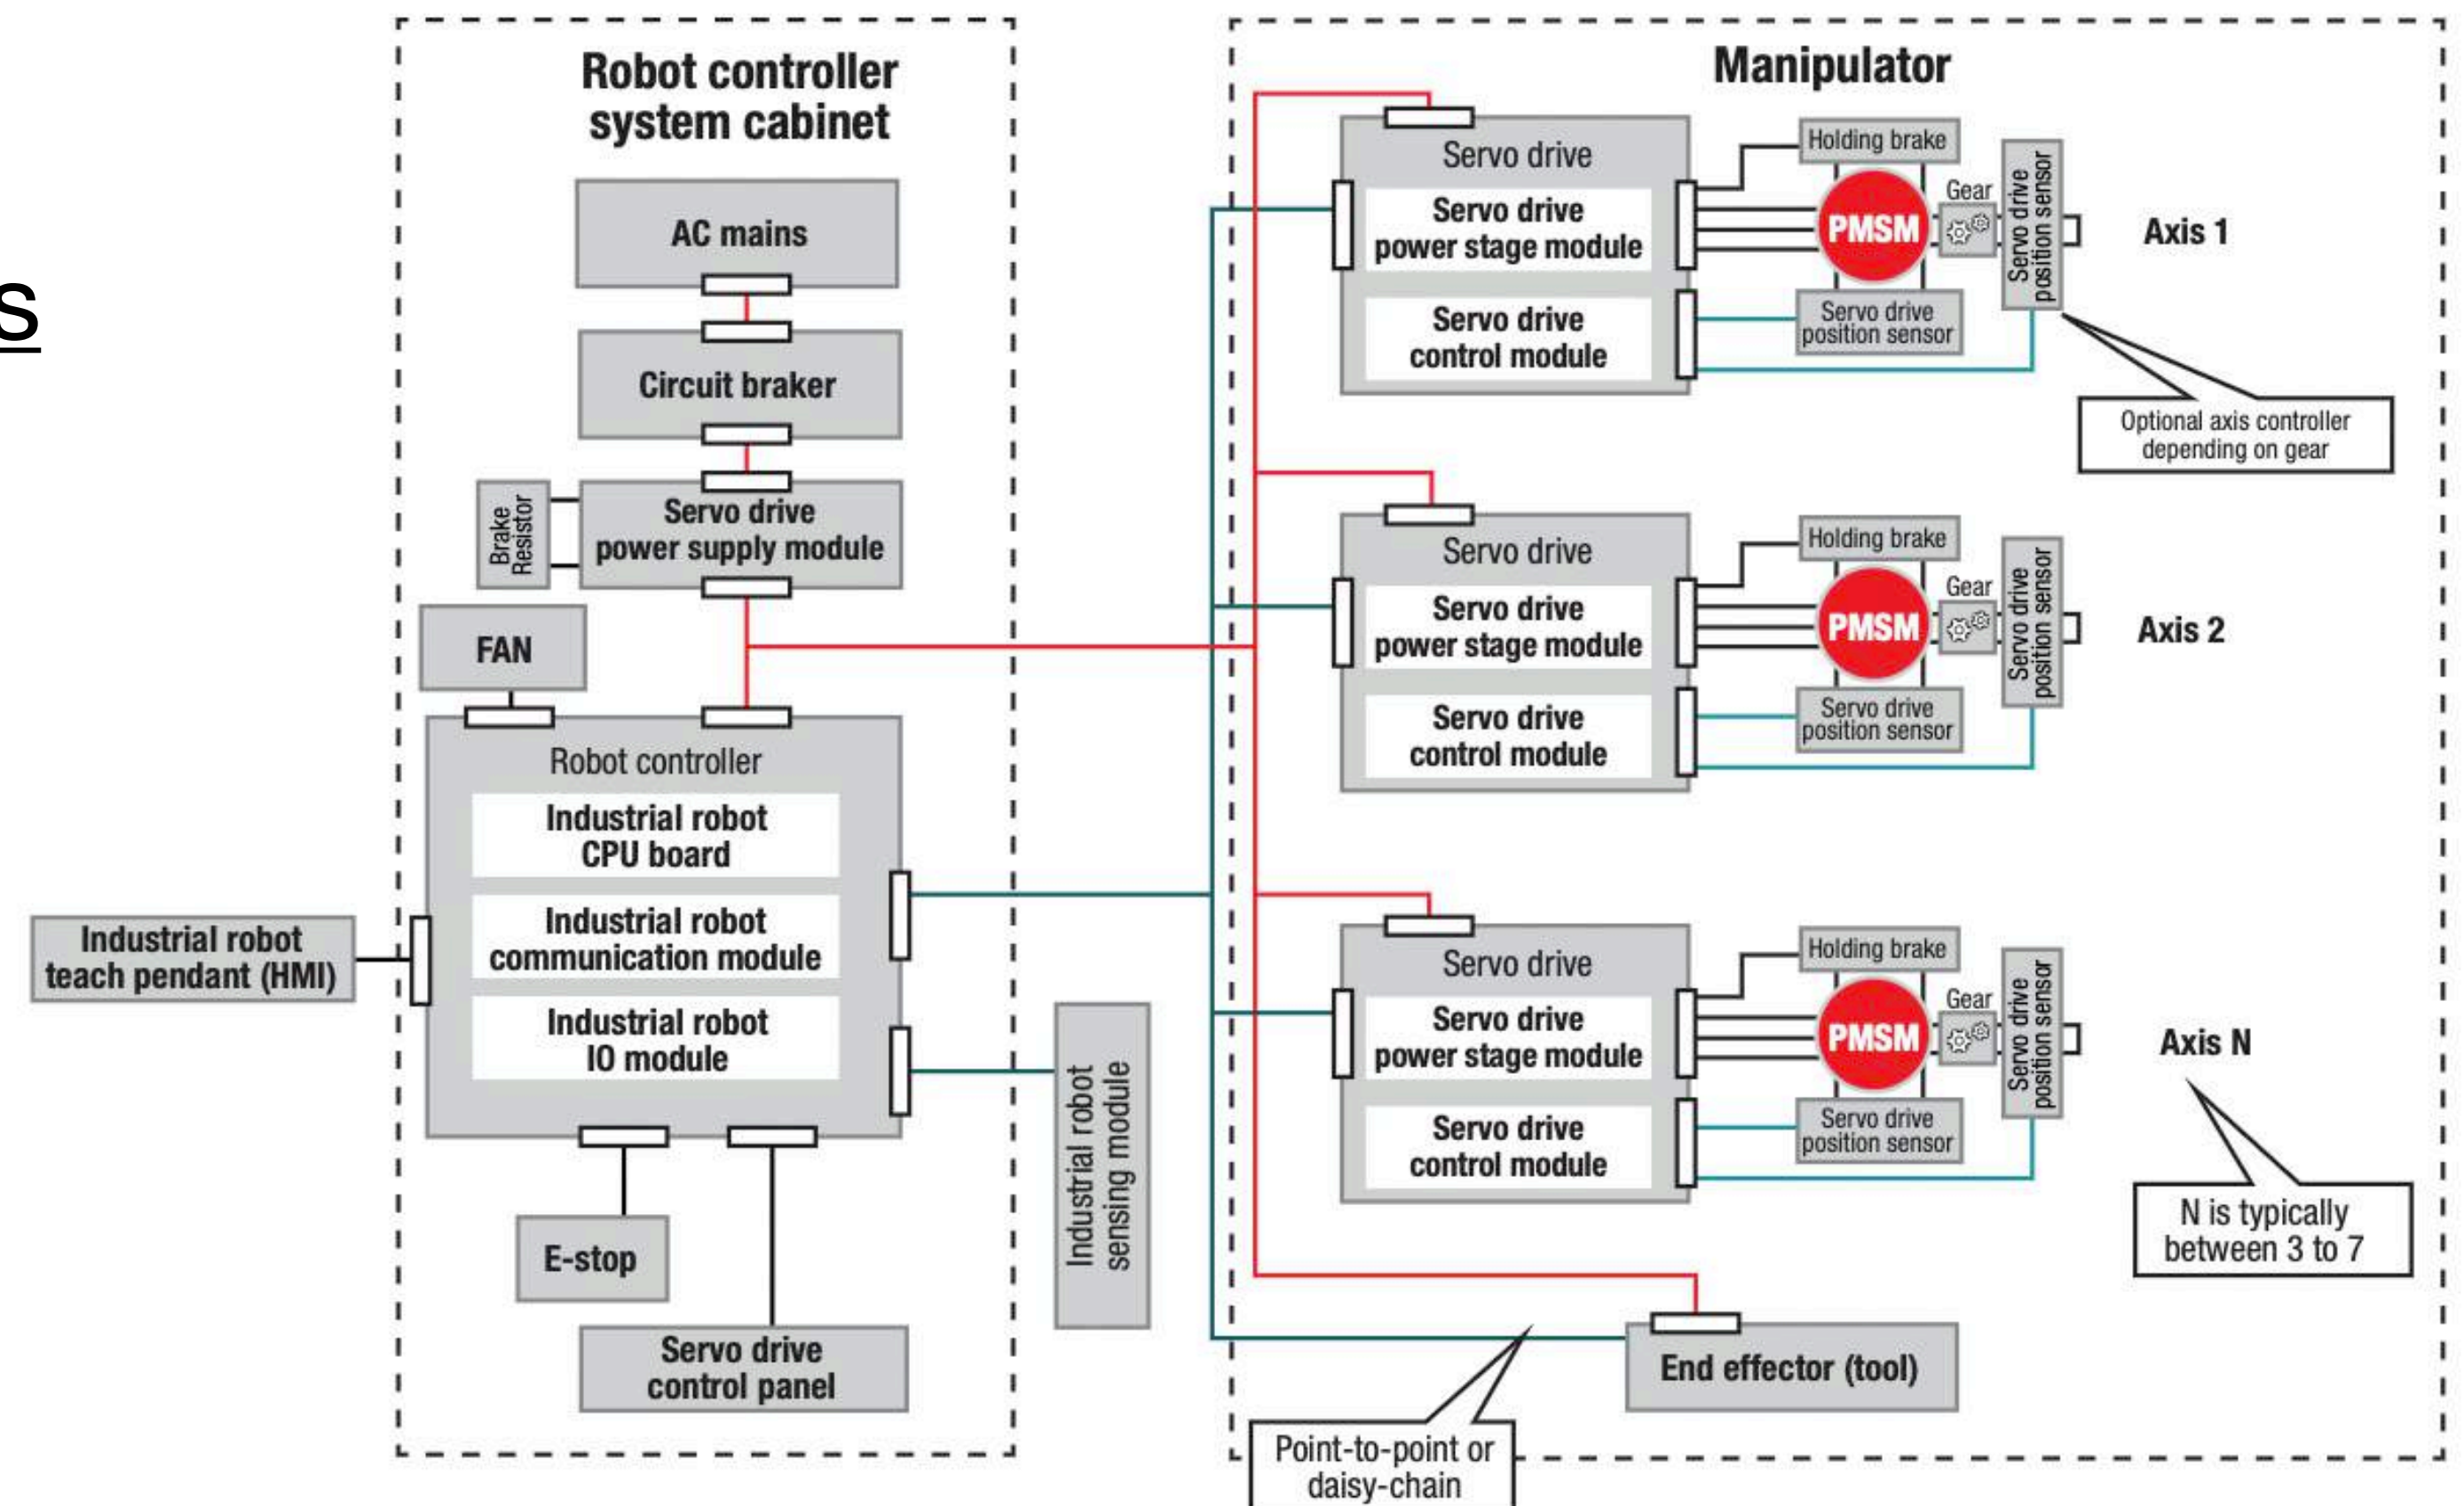 s
Robot controller
system cabinet
AC mains
Circuit braker
Brake
Resistor
Servo drive
power supply module
FAN
Robot controller
Industrial robot
CPU board
Industrial robot
communication module
Industrial robot
IO module
Industrial robot
teach pendant (HMI)
E-stop
Servo drive
control panel
Industrial robot
sensing module
Manipulator
Servo drive
Servo drive
power stage module
Servo drive
control module
Holding brake
PMSM
Gear
Servo drive
position sensor
Servo drive
position sensor
Axis 1
Optional axis controller
depending on gear
Servo drive
Servo drive
power stage module
Servo drive
control module
Holding brake
PMSM
Gear
Servo drive
position sensor
Servo drive
position sensor
Axis 2
Servo drive
Servo drive
power stage module
Servo drive
control module
Holding brake
PMSM
Gear
Servo drive
position sensor
Servo drive
position sensor
Axis N
N is typically
between 3 to 7
End effector (tool)
Point-to-point or
daisy-chain